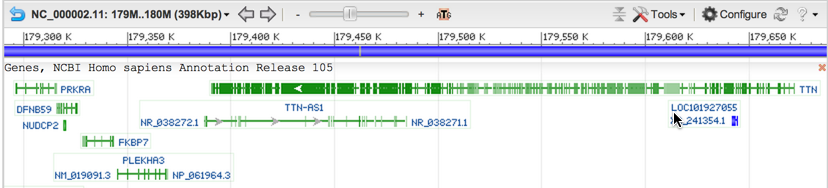 NC_000002.11: 179M..180M (398Kbp) - + ATG Tools Configure ?
179,300 K 179,350 K 179,400 K 179,450 K 179,500 K 179,550 K 179,600 K 179,650 K
Genes, NCBI Homo sapiens Annotation Release 105
PRKRA TTN
DFNB59 TTN-AS1 LOC101927055
NUDCP2 NR_038272.1 NR_038271.1 _241354.1
FKBP7
PLEKHA3
NM_019091.3 NP_061964.3